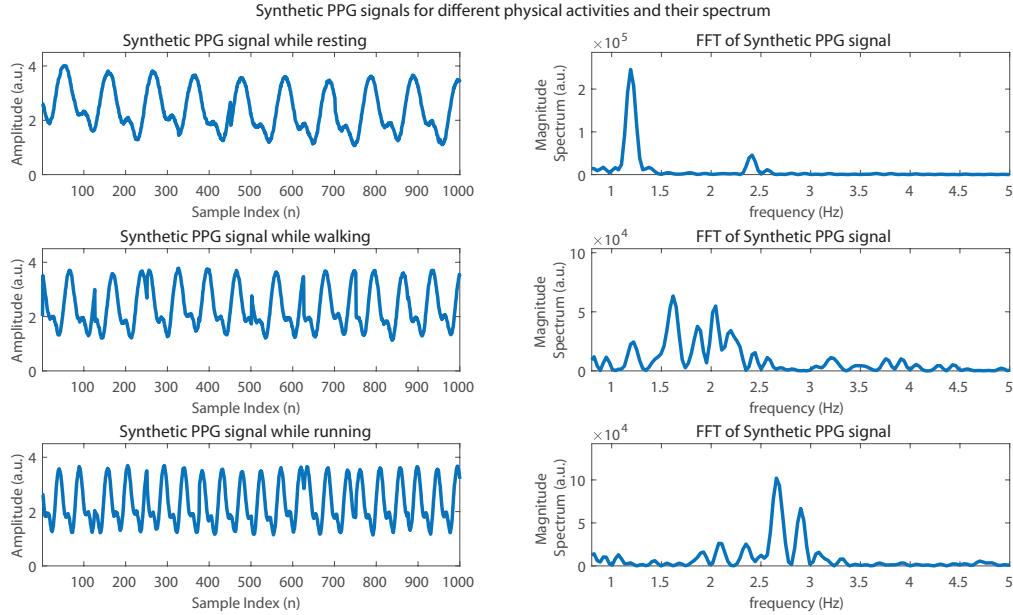 Synthetic PPG signals for different physical activities and their spectrum
Synthetic PPG signal while resting
Amplitude (a.u.)
4
2
0
100 200 300 400 500 600 700 800 900 1000
Sample Index (n)
FFT of Synthetic PPG signal
×10^5
Magnitude
Spectrum (a.u.)
2
1
0
1 1.5 2 2.5 3 3.5 4 4.5 5
frequency (Hz)
Synthetic PPG signal while walking
Amplitude (a.u.)
4
2
0
100 200 300 400 500 600 700 800 900 1000
Sample Index (n)
FFT of Synthetic PPG signal
×10^4
Magnitude
Spectrum (a.u.)
10
5
0
1 1.5 2 2.5 3 3.5 4 4.5 5
frequency (Hz)
Synthetic PPG signal while running
Amplitude (a.u.)
4
2
0
100 200 300 400 500 600 700 800 900 1000
Sample Index (n)
FFT of Synthetic PPG signal
×10^4
Magnitude
Spectrum (a.u.)
10
5
0
1 1.5 2 2.5 3 3.5 4 4.5 5
frequency (Hz)